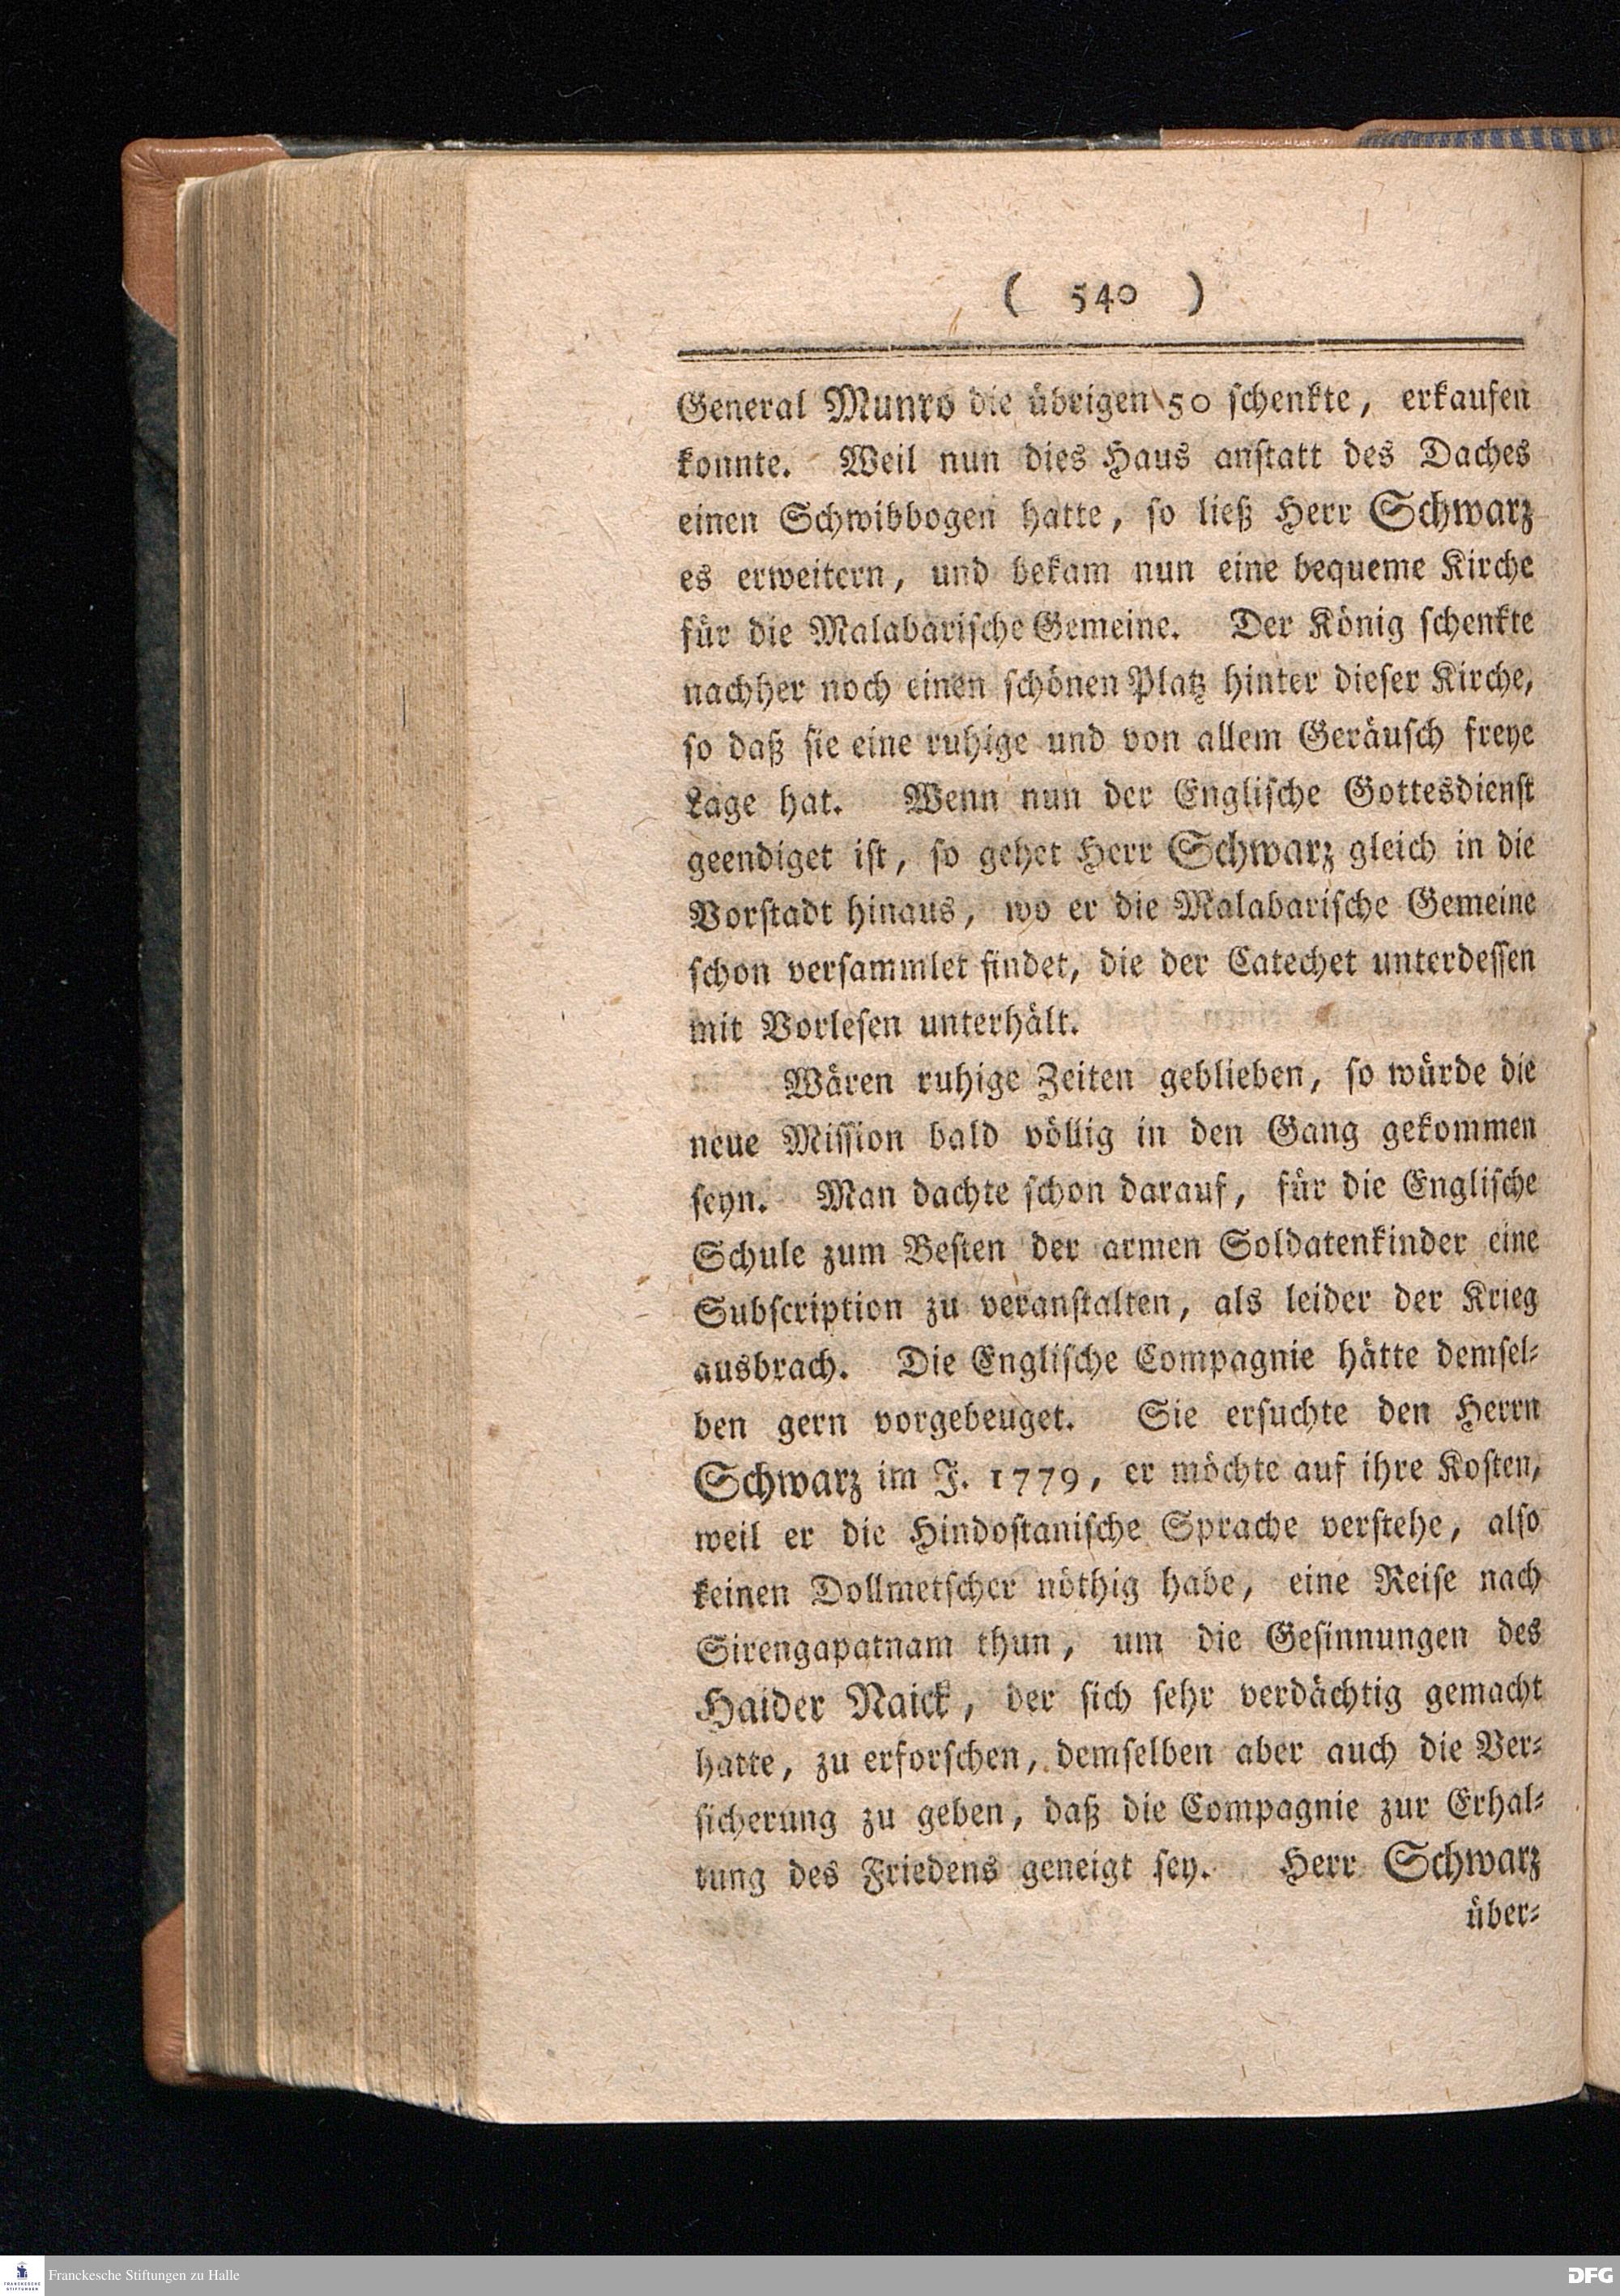 ( 540 )
General Munro die übrigen 50 schenkte, erkaufen
konnte. Weil nun dies Haus anstatt des Daches
einen Schwibbogen hatte, so ließ Herr Schwarz
es erweitern, und bekam nun eine bequeme Kirche
für die Malabarische Gemeine. Der König schenkte
nachher noch einen schönen Platz hinter dieser Kirche,
so daß sie eine ruhige und von allem Geräusch freye
Lage hat. Wenn nun der Englische Gottesdienst
geendiget ist, so gehet Herr Schwarz gleich in die
Vorstadt hinaus, wo er die Malabarische Gemeine
schon versammlet findet, die der Catechet unterdessen
mit Vorlesen unterhält.
Wären ruhige Zeiten geblieben, so würde die
neue Mission bald völlig in den Gang gekommen
seyn. Man dachte schon darauf, für die Englische
Schule zum Besten der armen Soldatenkinder eine
Subscription zu veranstalten, als leider der Krieg
ausbrach. Die Englische Compagnie hätte demsel-
ben gern vorgebeuget. Sie ersuchte den Herrn
Schwarz im J. 1779, er möchte auf ihre Kosten,
weil er die Hindostanische Sprache verstehe, also
keinen Dollmetscher nöthig habe, eine Reise nach
Sirengapatnam thun, um die Gesinnungen des
Haider Naick, der sich sehr verdächtig gemacht
hatte, zu erforschen, demselben aber auch die Ver-
sicherung zu geben, daß die Compagnie zur Erhal-
tung des Friedens geneigt sey. Herr Schwarz
über-
FRANCKESCHE STIFTUNGEN
Franckesche Stiftungen zu Halle
DFG